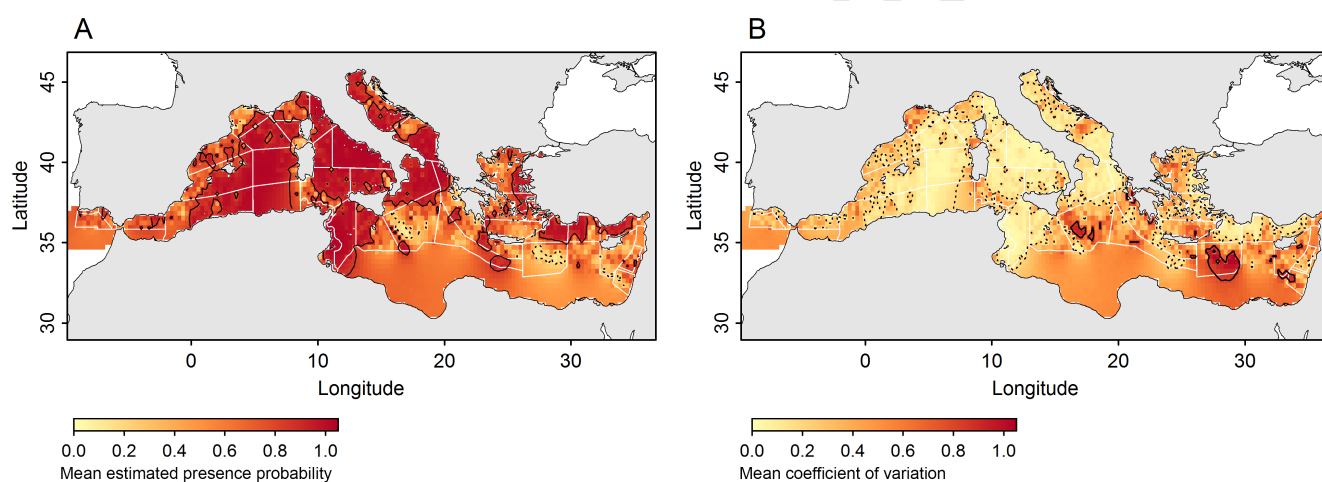 A
45
40
35
30
Latitude
0 10 20 30
Longitude
0.0 0.2 0.4 0.6 0.8 1.0
Mean estimated presence probability
B
45
40
35
30
Latitude
0 10 20 30
Longitude
0.0 0.2 0.4 0.6 0.8 1.0
Mean coefficient of variation